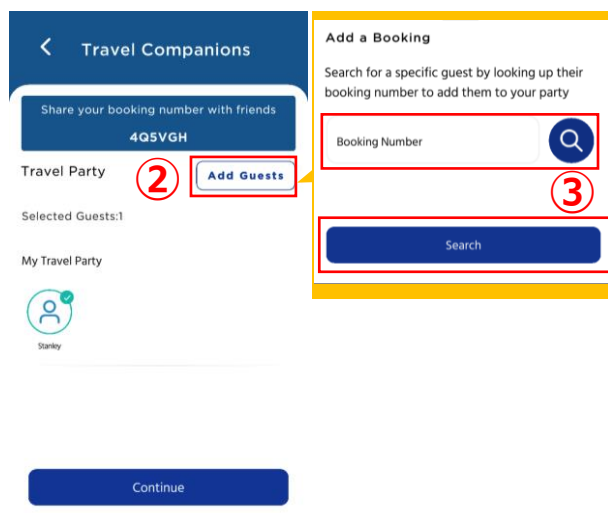 Travel Companions
Share your booking number with friends
4Q5VGH
Travel Party
②
Add Guests
Selected Guests:1
My Travel Party
Stanley
Continue
Add a Booking
Search for a specific guest by looking up their
booking number to add them to your party
Booking Number
③
Search